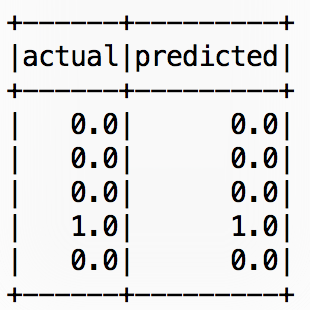 +------+---------+
|actual|predicted|
+------+---------+
|   0.0|      0.0|
|   0.0|      0.0|
|   0.0|      0.0|
|   1.0|      1.0|
|   0.0|      0.0|
+------+---------+